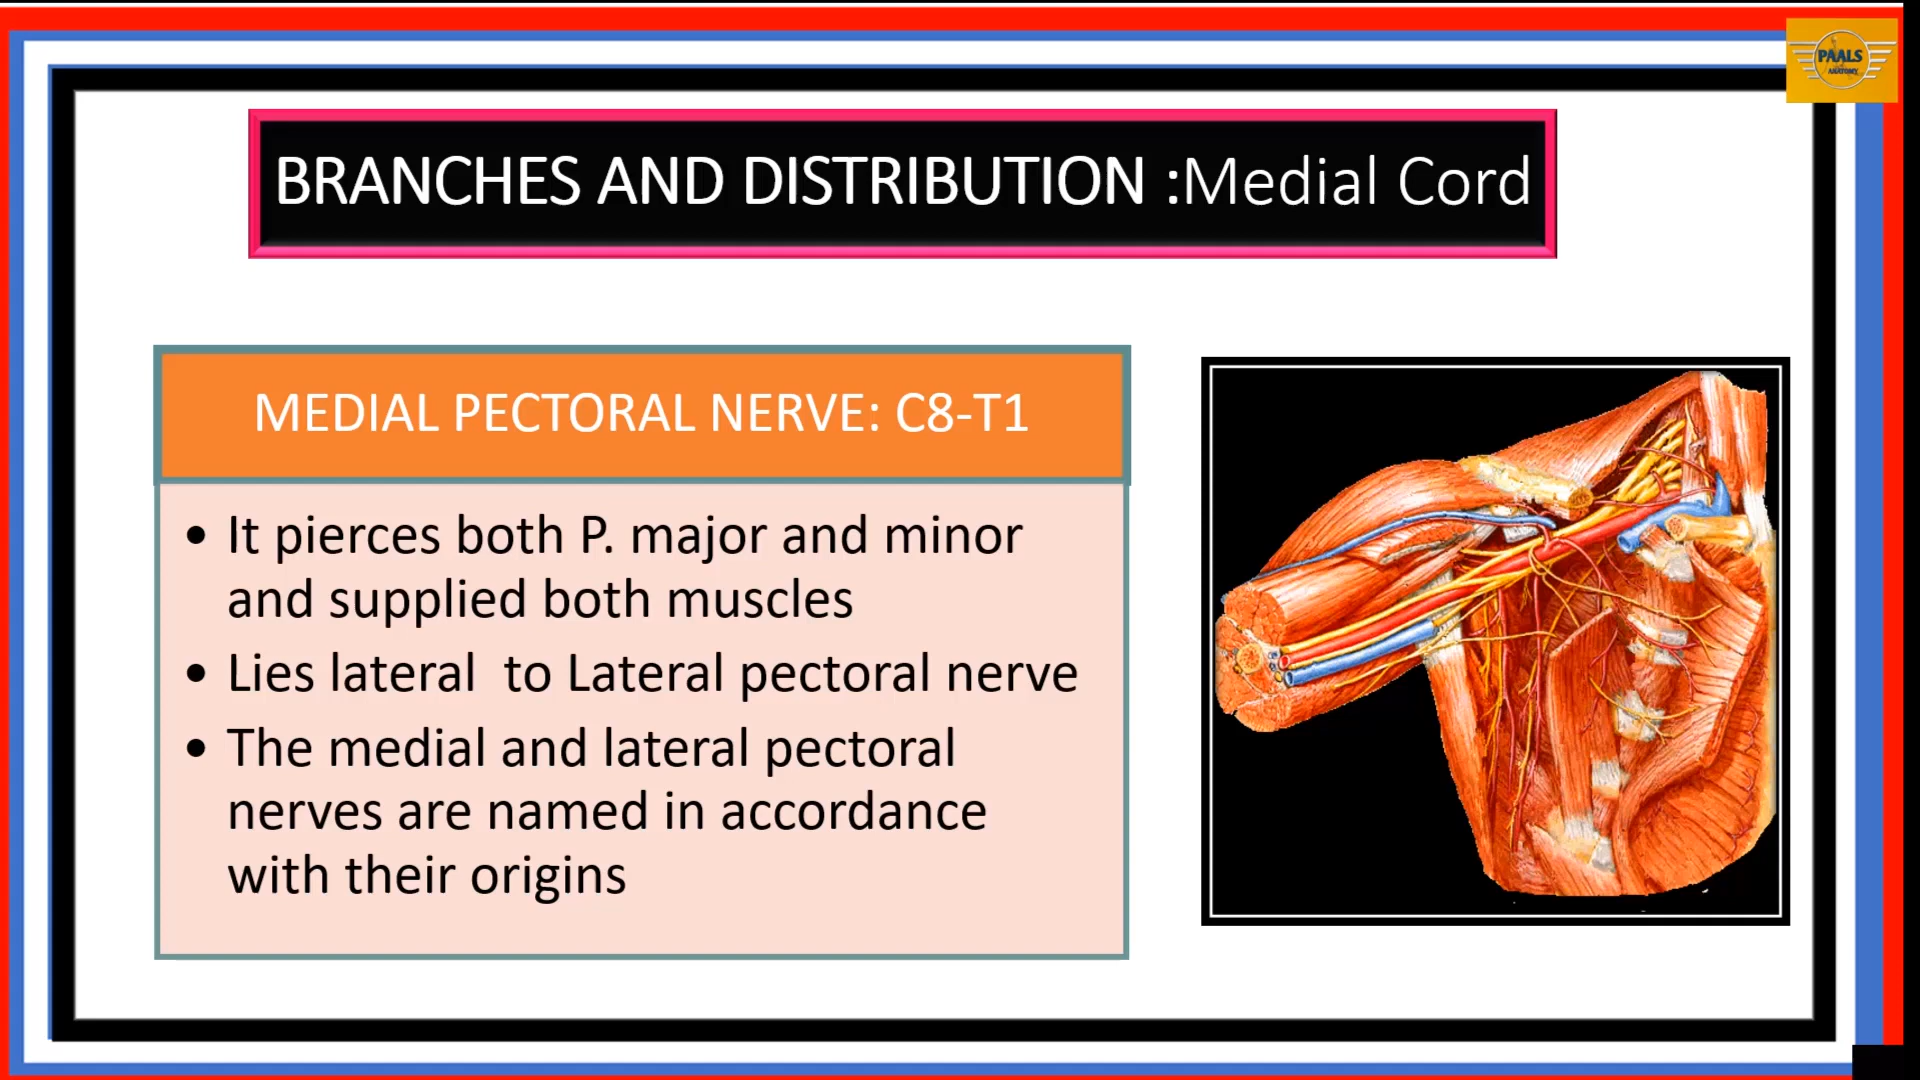 PAALS
ANATOMY
BRANCHES AND DISTRIBUTION :Medial Cord
MEDIAL PECTORAL NERVE: C8-T1
• It pierces both P. major and minor
and supplied both muscles
• Lies lateral to Lateral pectoral nerve
• The medial and lateral pectoral
nerves are named in accordance
with their origins